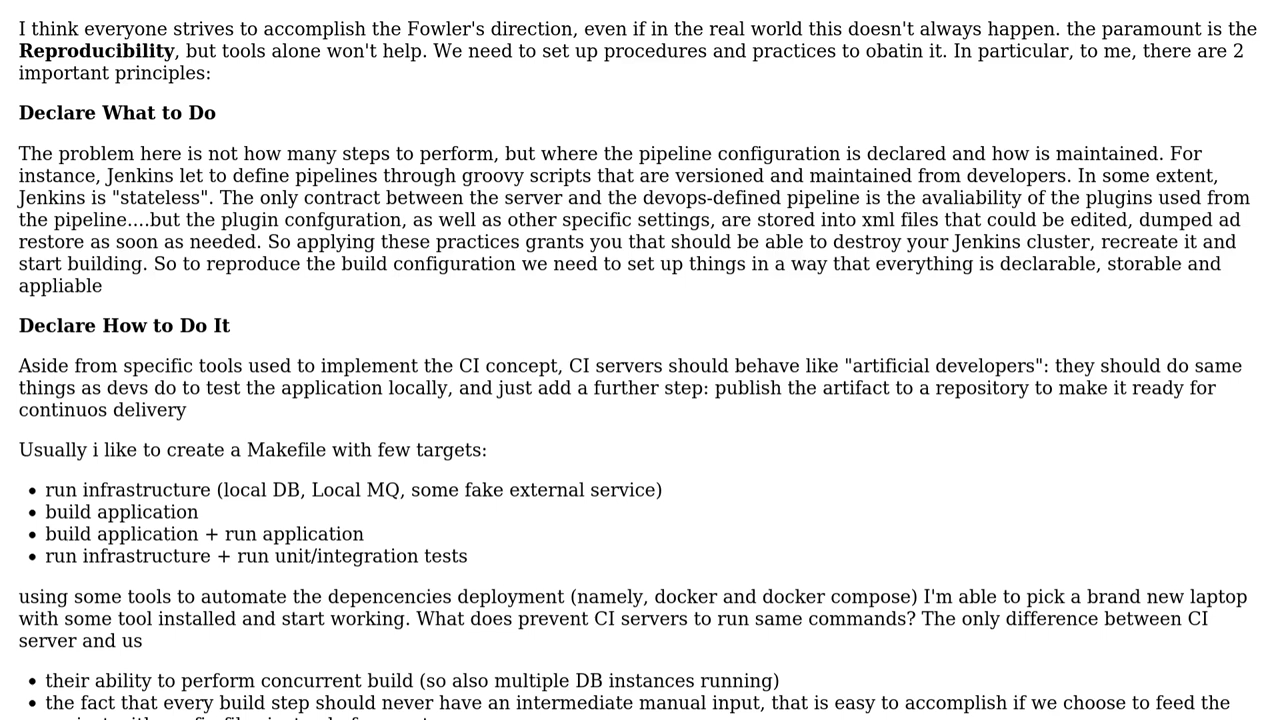 I think everyone strives to accomplish the Fowler's direction, even if in the real world this doesn't always happen. the paramount is the
Reproducibility, but tools alone won't help. We need to set up procedures and practices to obatin it. In particular, to me, there are 2
important principles:
Declare What to Do
The problem here is not how many steps to perform, but where the pipeline configuration is declared and how is maintained. For
instance, Jenkins let to define pipelines through groovy scripts that are versioned and maintained from developers. In some extent,
Jenkins is "stateless". The only contract between the server and the devops-defined pipeline is the avaliability of the plugins used from
the pipeline....but the plugin confguration, as well as other specific settings, are stored into xml files that could be edited, dumped ad
restore as soon as needed. So applying these practices grants you that should be able to destroy your Jenkins cluster, recreate it and
start building. So to reproduce the build configuration we need to set up things in a way that everything is declarable, storable and
appliable
Declare How to Do It
Aside from specific tools used to implement the CI concept, CI servers should behave like "artificial developers": they should do same
things as devs do to test the application locally, and just add a further step: publish the artifact to a repository to make it ready for
continuos delivery
Usually i like to create a Makefile with few targets:
• run infrastructure (local DB, Local MQ, some fake external service)
• build application
• build application + run application
• run infrastructure + run unit/integration tests
using some tools to automate the depencencies deployment (namely, docker and docker compose) I'm able to pick a brand new laptop
with some tool installed and start working. What does prevent CI servers to run same commands? The only difference between CI
server and us
• their ability to perform concurrent build (so also multiple DB instances running)
• the fact that every build step should never have an intermediate manual input, that is easy to accomplish if we choose to feed the